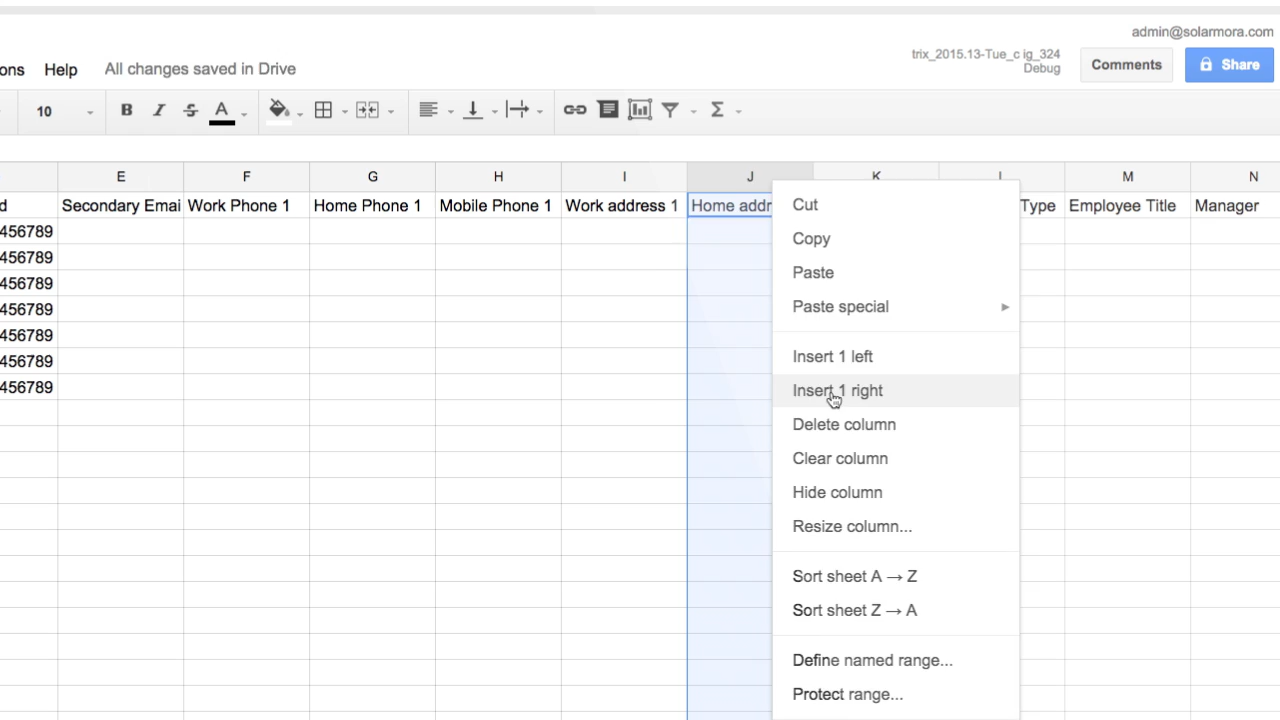 admin@solarmora.com
trix_2015.13-Tue_c ig_324
Debug
Comments
Share
ons Help All changes saved in Drive
10 B I S A Σ
E F G H I J K L M N
d Secondary Emai Work Phone 1 Home Phone 1 Mobile Phone 1 Work address 1 Home addr Type Employee Title Manager
456789
456789
456789
456789
456789
456789
456789
Cut
Copy
Paste
Paste special
Insert 1 left
Insert 1 right
Delete column
Clear column
Hide column
Resize column...
Sort sheet A → Z
Sort sheet Z → A
Define named range...
Protect range...